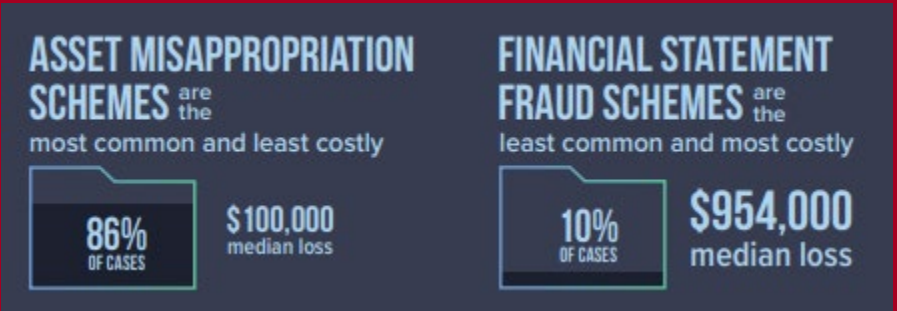 ASSET MISAPPROPRIATION
SCHEMES are the
most common and least costly
86%
OF CASES
$100,000
median loss
FINANCIAL STATEMENT
FRAUD SCHEMES are the
least common and most costly
10%
OF CASES
$954,000
median loss